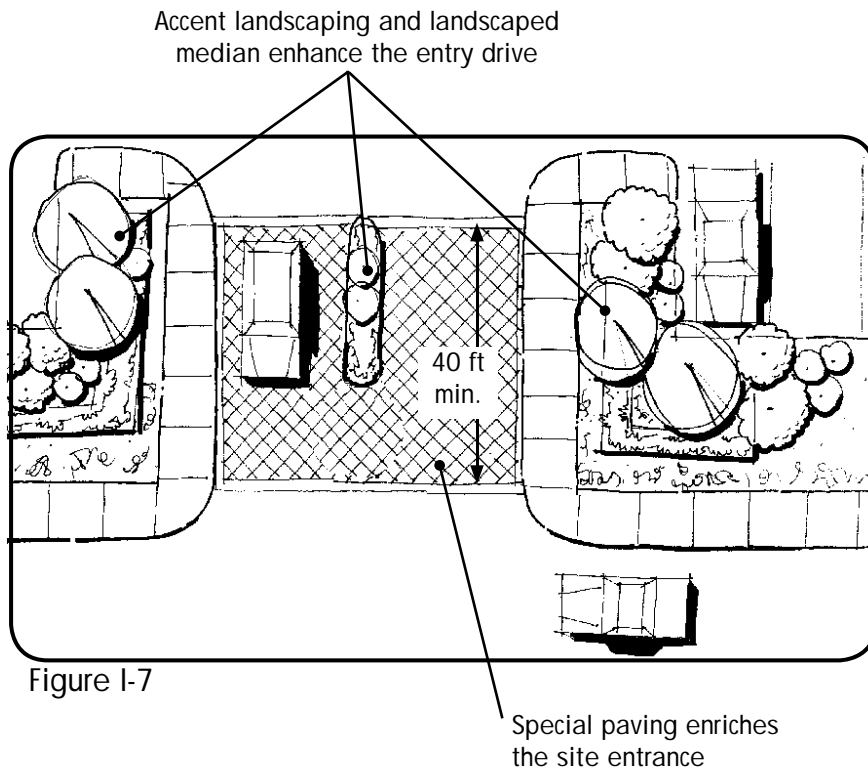 Accent landscaping and landscaped
median enhance the entry drive
40 ft
min.
Figure I-7
Special paving enriches
the site entrance